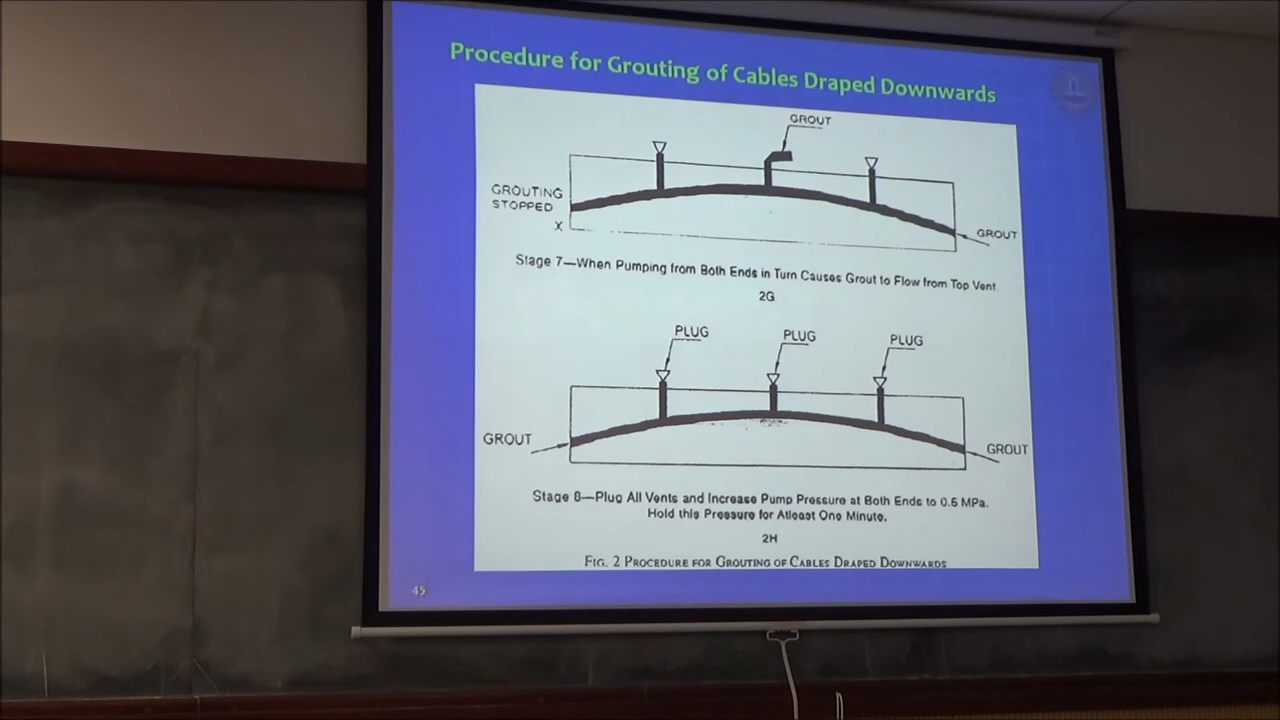 Procedure for Grouting of Cables Draped Downwards
GROUT
GROUTING
STOPPED
X
GROUT
Stage 7—When Pumping from Both Ends in Turn Causes Grout to Flow from Top Vent
2G
PLUG
PLUG
PLUG
GROUT
GROUT
Stage 8—Plug All Vents and Increase Pump Pressure at Both Ends to 0.5 MPa.
Hold this Pressure for Atleast One Minute.
2H
FIG. 2 PROCEDURE FOR GROUTING OF CABLES DRAPED DOWNWARDS
45